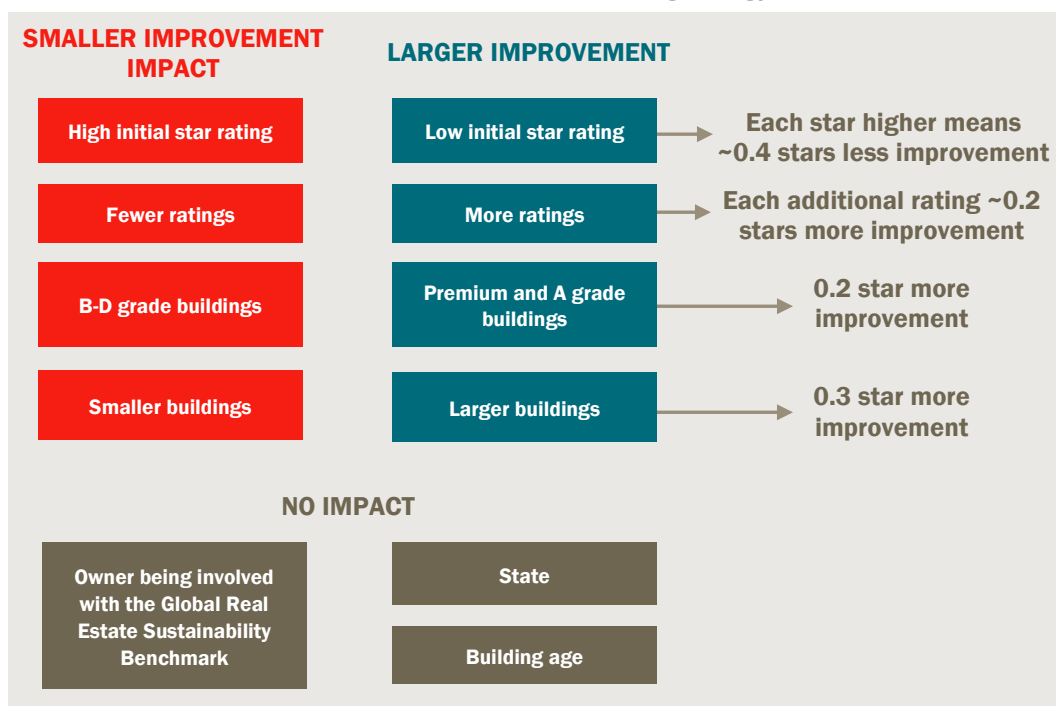 SMALLER IMPROVEMENT
IMPACT
LARGER IMPROVEMENT
High initial star rating
Low initial star rating
Each star higher means
~0.4 stars less improvement
Fewer ratings
More ratings
Each additional rating ~0.2
stars more improvement
B-D grade buildings
Premium and A grade
buildings
0.2 star more
improvement
Smaller buildings
Larger buildings
0.3 star more
improvement
NO IMPACT
Owner being involved
with the Global Real
Estate Sustainability
Benchmark
State
Building age